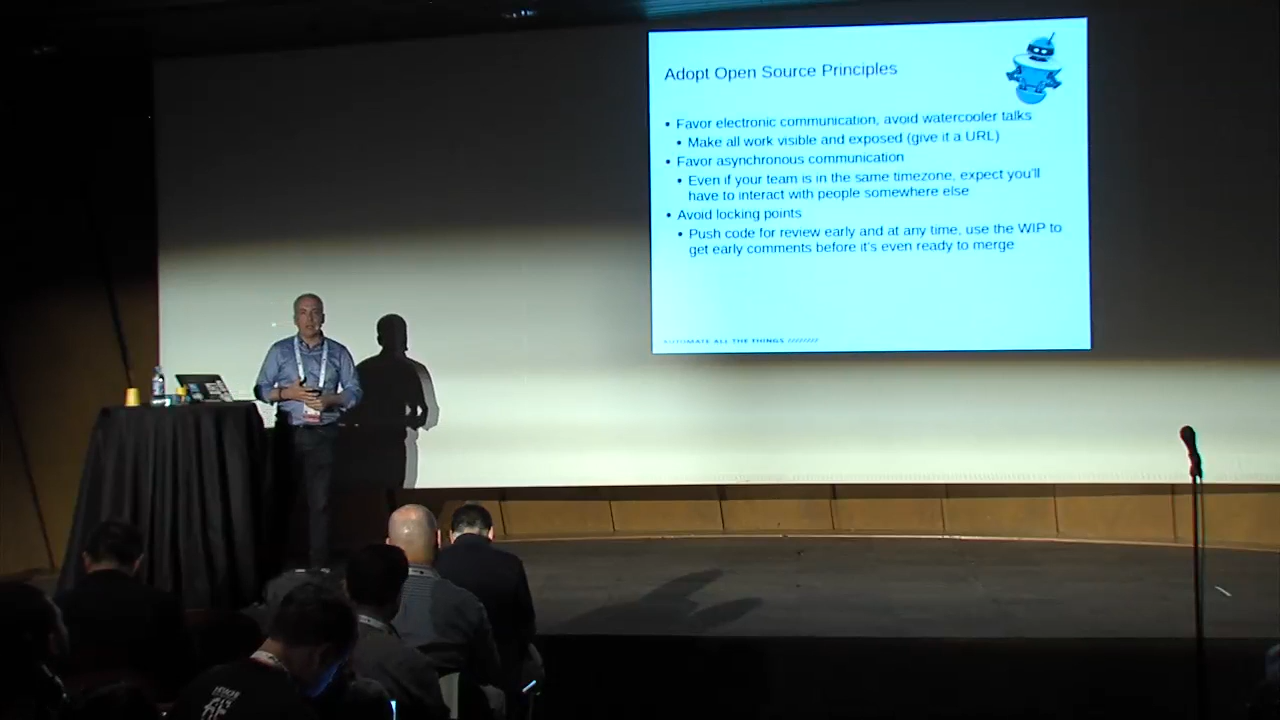 Adopt Open Source Principles
• Favor electronic communication, avoid watercooler talks
• Make all work visible and exposed (give it a URL)
• Favor asynchronous communication
• Even if your team is in the same timezone, expect you'll
have to interact with people somewhere else
• Avoid locking points
• Push code for review early and at any time, use the WIP to
get early comments before it's even ready to merge
AUTOMATE ALL THE THINGS ////////